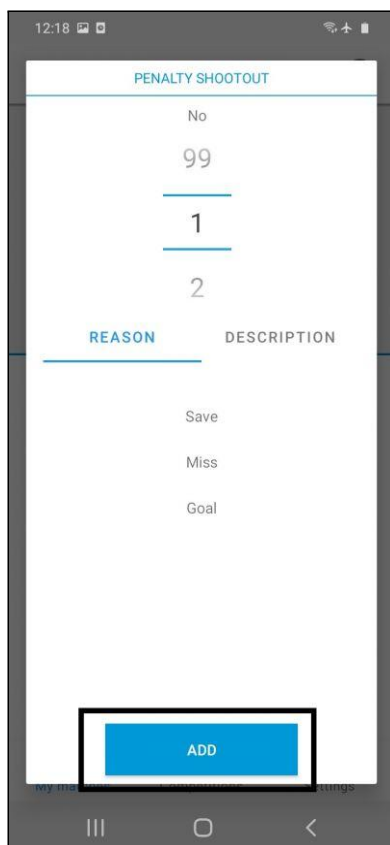 12:18
PENALTY SHOOTOUT
No
99
1
2
REASON DESCRIPTION
Save
Miss
Goal
ADD